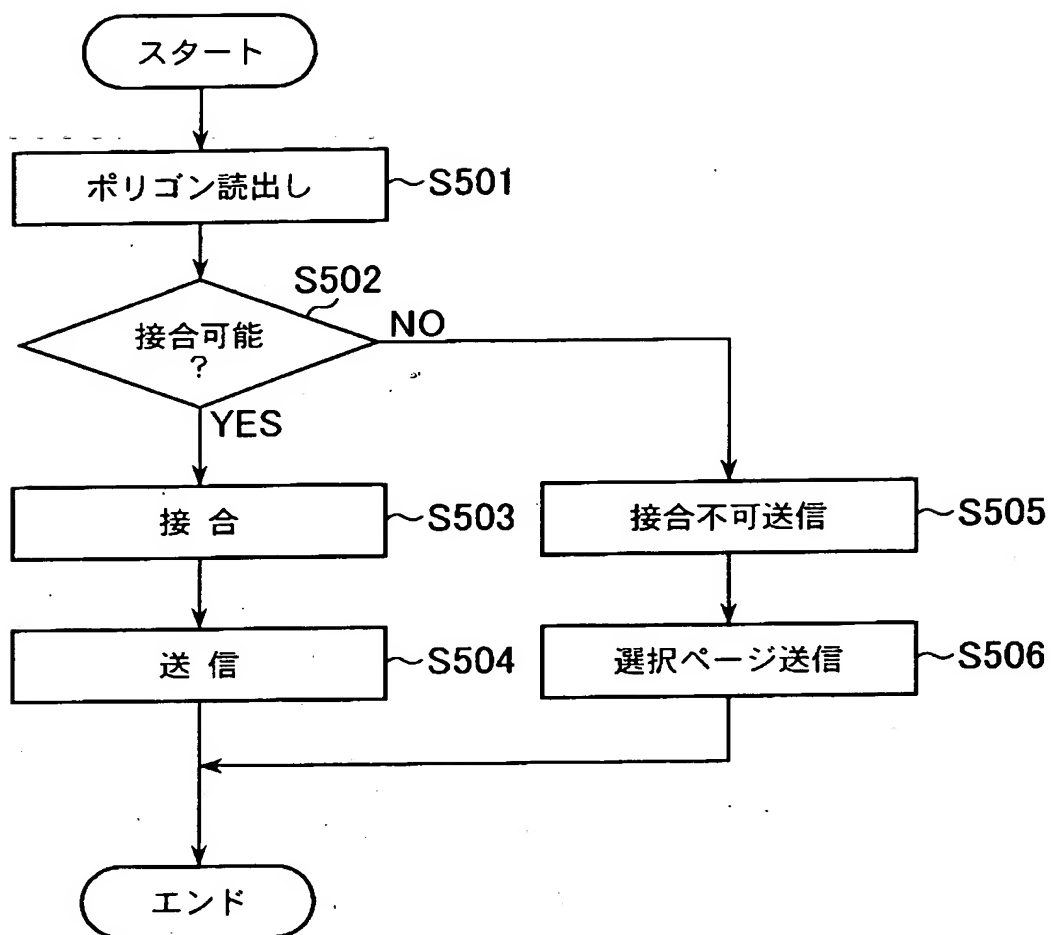 スタート
ポリゴン読出し
S501
S502
接合可能
?
NO
YES
接 合
S503
接合不可送信
S505
送 信
S504
選択ページ送信
S506
エンド